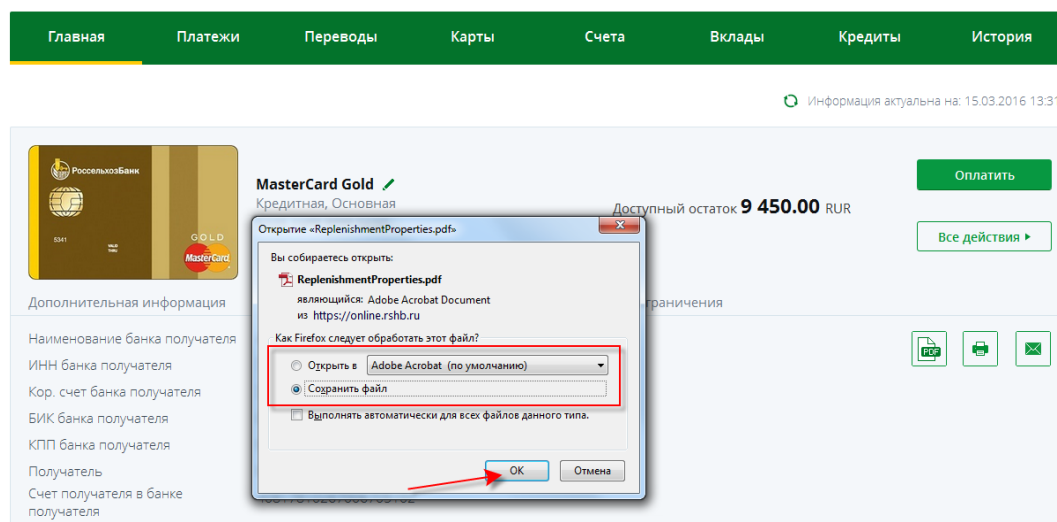 Главная Платежи Переводы Карты Счета Вклады Кредиты История
Информация актуальна на: 15.03.2016 13:31
РоссельхозБанк
5341
GOLD
MasterCard
MasterCard Gold
Кредитная, Основная
Доступный остаток 9 450.00 RUR
Оплатить
Все действия
Открытие «ReplenishmentProperties.pdf»
Вы собираетесь открыть:
ReplenishmentProperties.pdf
являющийся: Adobe Acrobat Document
из https://online.rshb.ru
Как Firefox следует обработать этот файл?
Открыть в Adobe Acrobat (по умолчанию)
Сохранить файл
Выполнять автоматически для всех файлов данного типа.
OK Отмена
Дополнительная информация
PDF
Наименование банка получателя
ИНН банка получателя
Кор. счет банка получателя
БИК банка получателя
КПП банка получателя
Получатель
Счет получателя в банке
получателя